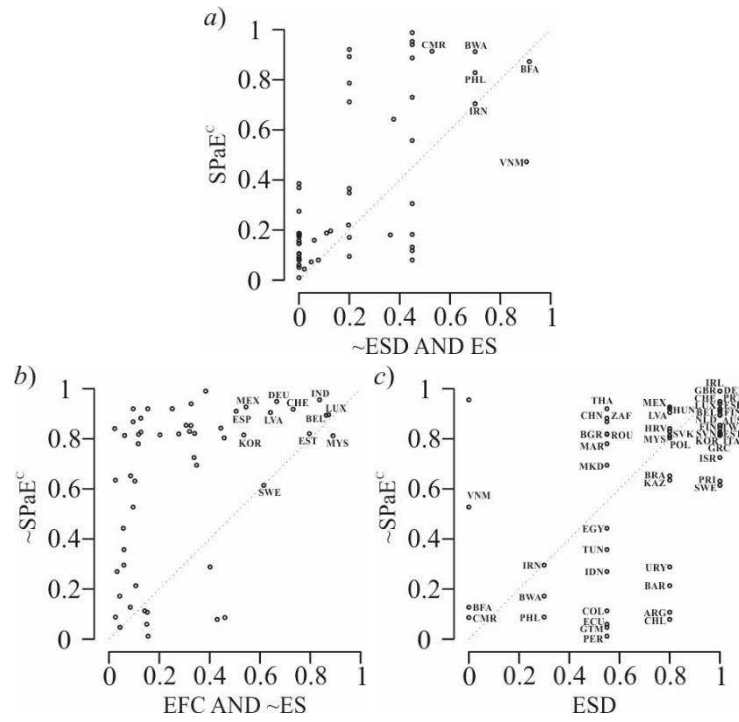 a)
1
CMR
BWA
BFA
0.8
PHL
IRN
0.6
SPaE^C
VNM
0.4
0.2
0
0
0.2
0.4
0.6
0.8
1
~ESD AND ES
b)
1
MEX
DEU
IND
CHE
LUX
ESP
LVA
BEL
0.8
KOR
EST
MYS
0.6
SWE
~SPaE^C
0.4
0.2
0
0
0.2
0.4
0.6
0.8
1
EFC AND ~ES
c)
IRL
1
GBR
THA
MEX
CHE
HUN
CHN
ZAF
LVA
HRV
BGR
ROU
MYS
SVK
SVN
0.8
MAR
POL
KOR
ITA
GRC
ISR
MKD
BRA
KAZ
PRI
SWE
0.6
VNM
~SPaE^C
EGY
0.4
TUN
IRN
IDN
URY
BAR
0.2
BWA
BFA
COL
ARG
CMR
PHL
ECU
CHL
GTM
PER
0
0
0.2
0.4
0.6
0.8
1
ESD